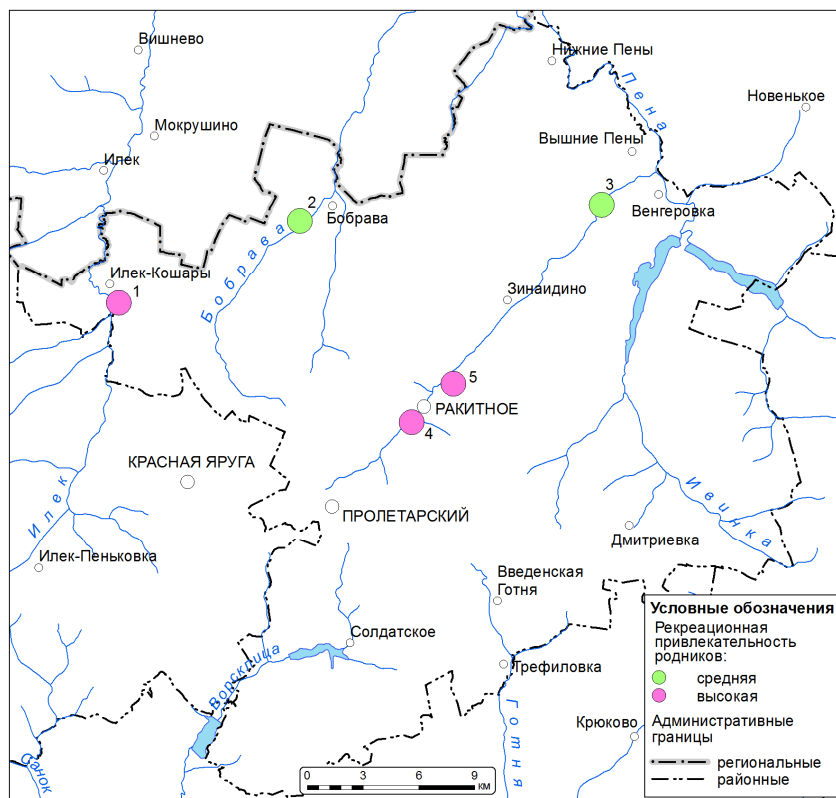 Вишнево
Нижние Пены
Пена
Новенькое
Мокрушино
Вышние Пены
Илек
3
2
Бобрава
Венгеровка
Бобрава
Илек-Кошары
1
Зинаидино
5
РАКИТНОЕ
4
КРАСНАЯ ЯРУГА
Илек
ПРОЛЕТАРСКИЙ
Ивинка
Дмитриевка
Илек-Пеньковка
Введенская
Готня
Солдатское
Ворсклица
Трефиловка
Готня
Крюково
Санок
0 3 6 9
км
Условные обозначения
Рекреационная
привлекательность
родников:
средняя
высокая
Административные
границы
региональные
районные